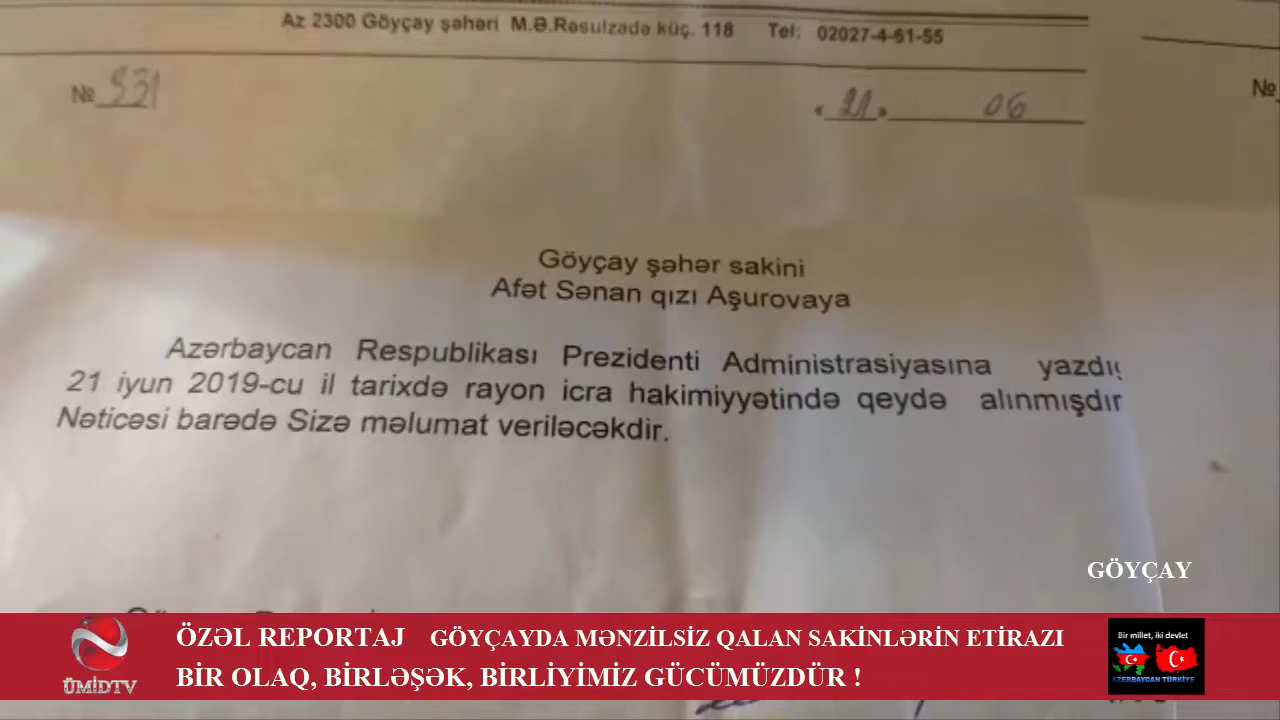 Az 2300 Göyçay şəhəri M.Ə.Rəsulzadə küç. 118 Tel: 02027-4-61-55
№ 331 « 21 » 06
№
Göyçay şəhər sakini
Afət Sənan qızı Aşurovaya
Azərbaycan Respublikası Prezidenti Administrasiyasına
21 iyun 2019-cu il tarixdə rayon icra hakimiyyətində qeydə alınmışdır
Nəticəsi barədə Sizə məlumat veriləcəkdir.
GÖYÇAY
ÖZƏL REPORTAJ GÖYÇAYDA MƏNZİLSİZ QALAN SAKİNLƏRİN ETİRAZI
BİR OLAQ, BİRLƏŞƏK, BİRLİYİMİZ GÜCÜMÜZDÜR !
ÜMİDTV
Bir millet, iki devlet
AZERBAYCAN TÜRKİYE